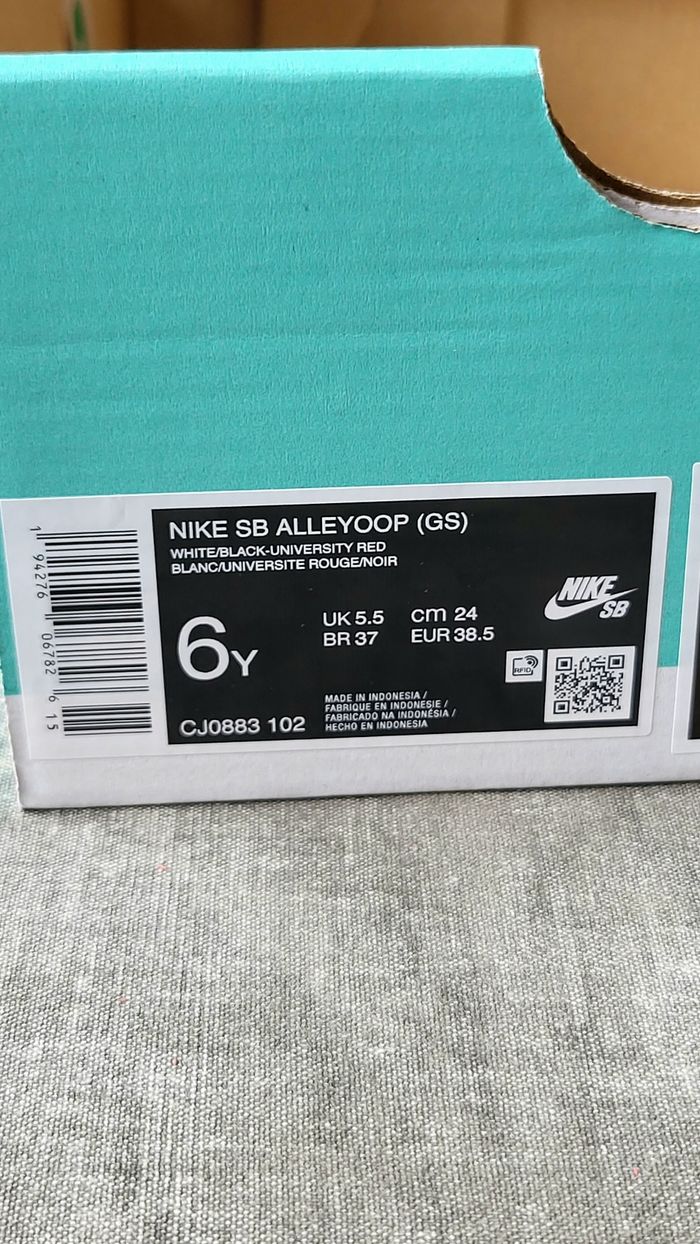 NIKE SB ALLEYOOP (GS)
WHITE/BLACK-UNIVERSITY RED
BLANC/UNIVERSITE ROUGE/NOIR
6Y
UK 5.5 cm 24
BR 37 EUR 38.5
NIKE
SB
RFID
CJ0883 102
MADE IN INDONESIA /
FABRIQUE EN INDONESIE /
FABRICADO NA INDONÉSIA /
HECHO EN INDONESIA
1 94276 06782 6 15